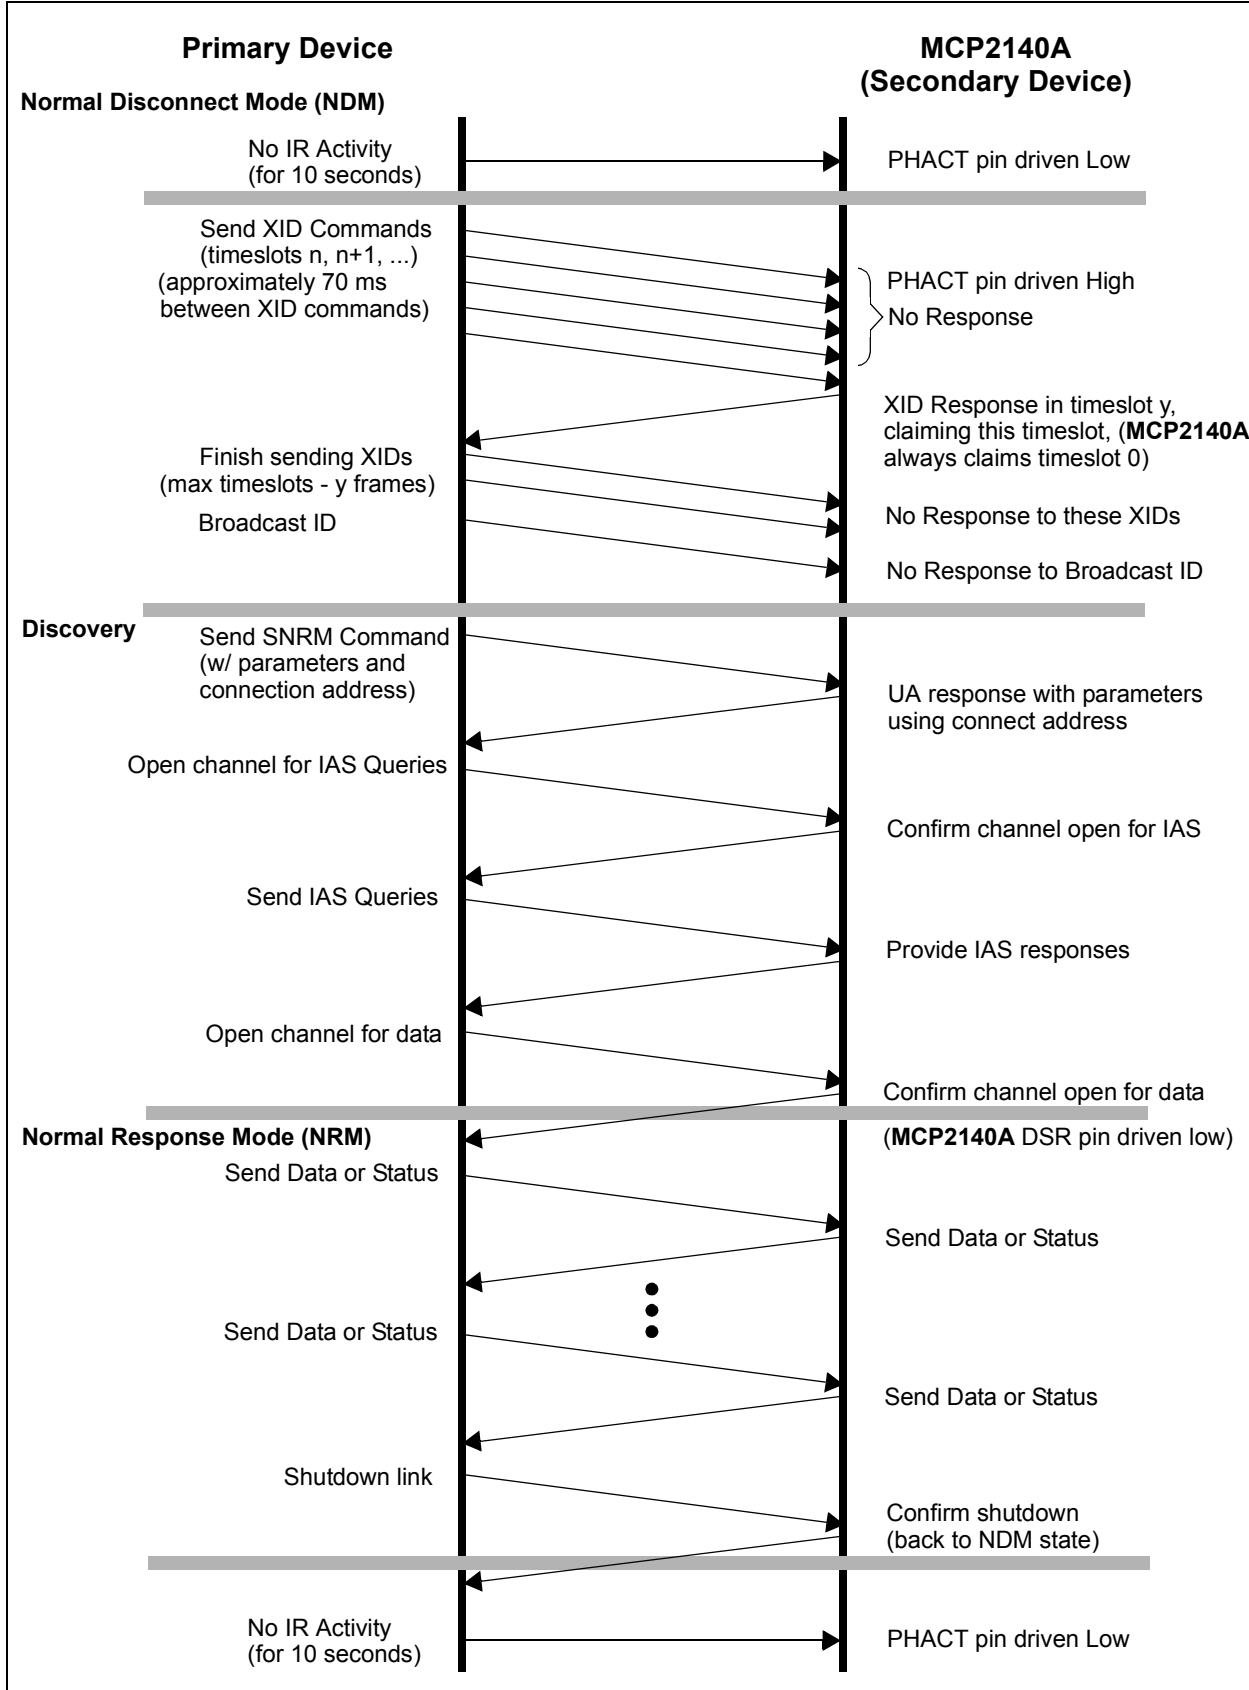 Primary Device
MCP2140A
(Secondary Device)
Normal Disconnect Mode (NDM)
No IR Activity
(for 10 seconds)
PHACT pin driven Low
Send XID Commands
(timeslots n, n+1, ...)
(approximately 70 ms
between XID commands)
PHACT pin driven High
No Response
XID Response in timeslot y,
claiming this timeslot, (MCP2140A
always claims timeslot 0)
Finish sending XIDs
(max timeslots - y frames)
Broadcast ID
No Response to these XIDs
No Response to Broadcast ID
Discovery
Send SNRM Command
(w/ parameters and
connection address)
UA response with parameters
using connect address
Open channel for IAS Queries
Confirm channel open for IAS
Send IAS Queries
Provide IAS responses
Open channel for data
Confirm channel open for data
Normal Response Mode (NRM)
(MCP2140A DSR pin driven low)
Send Data or Status
Send Data or Status
Send Data or Status
Send Data or Status
Shutdown link
Confirm shutdown
(back to NDM state)
No IR Activity
(for 10 seconds)
PHACT pin driven Low